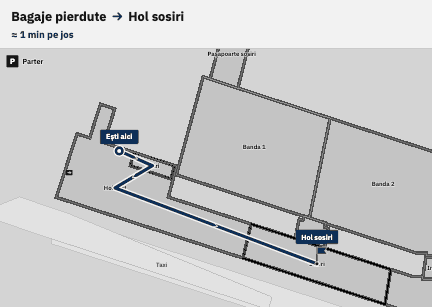 Bagaje pierdute → Hol sosiri
≈ 1 min pe jos
P Parter
Pașapoarte sosiri
Ești aici
Banda 1
Banda 2
Hol sosiri
Taxi